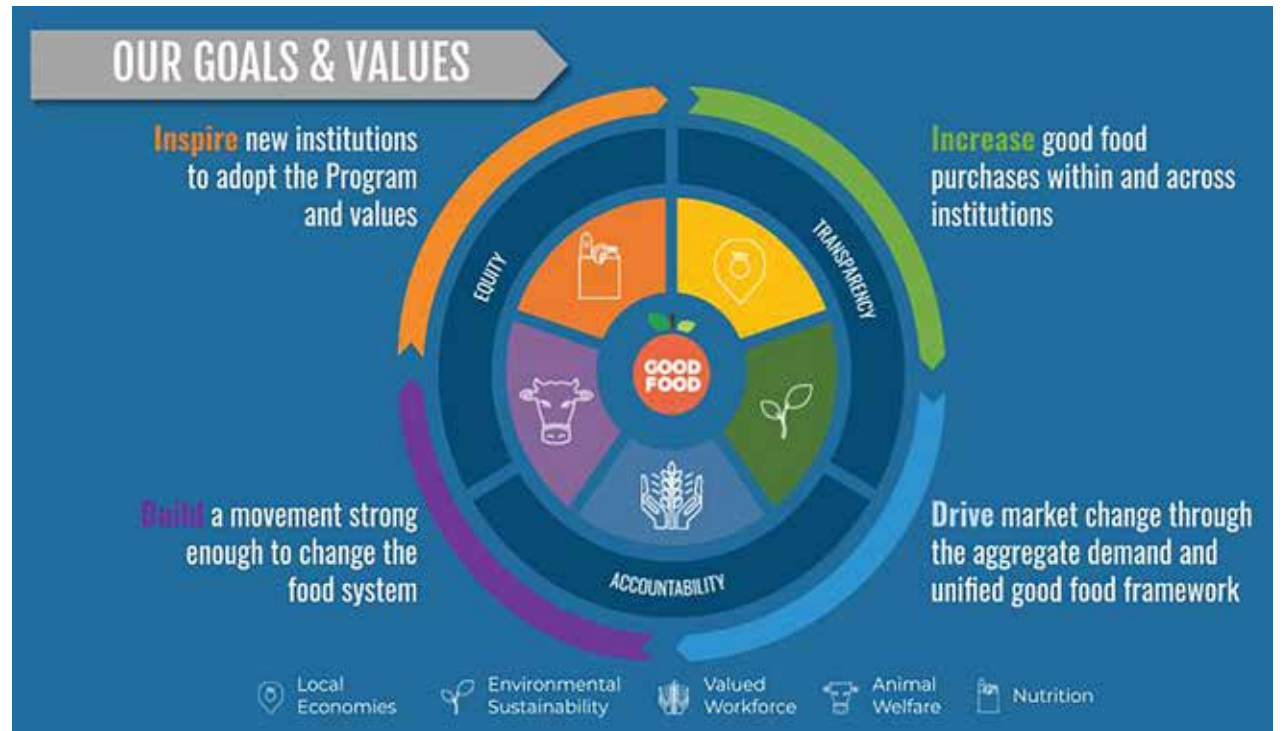 OUR GOALS & VALUES
Inspire new institutions
to adopt the Program
and values
Increase good food
purchases within and across
institutions
EQUITY
TRANSPARENCY
GOOD
FOOD
ACCOUNTABILITY
Build a movement strong
enough to change the
food system
Drive market change through
the aggregate demand and
unified good food framework
Local
Economies
Environmental
Sustainability
Valued
Workforce
Animal
Welfare
Nutrition